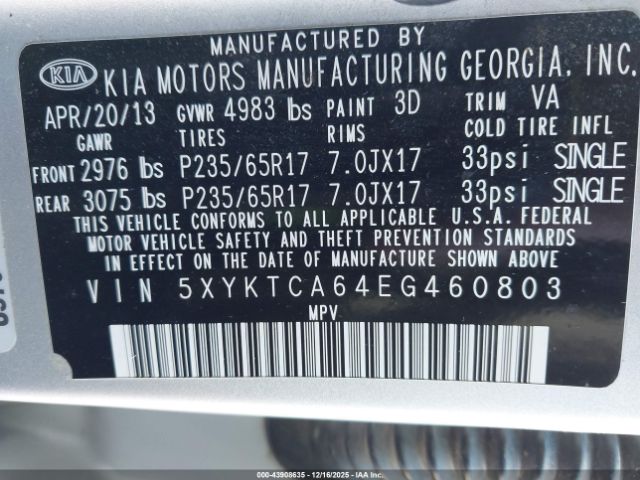 MANUFACTURED BY
KIA KIA MOTORS MANUFACTURING GEORGIA, INC.
APR/20/13 GVWR 4983 lbs PAINT 3D TRIM VA
GAWR TIRES RIMS COLD TIRE INFL
FRONT 2976 lbs P235/65R17 7.0JX17 33psi SINGLE
REAR 3075 lbs P235/65R17 7.0JX17 33psi SINGLE
THIS VEHICLE CONFORMS TO ALL APPLICABLE U.S.A. FEDERAL
MOTOR VEHICLE SAFETY AND THEFT PREVENTION STANDARDS
IN EFFECT ON THE DATE OF MANUFACTURE SHOWN ABOVE.
VIN 5XYKTCA64EG460803
MPV
00-43908635 - 12/16/2025 - IAA Inc.